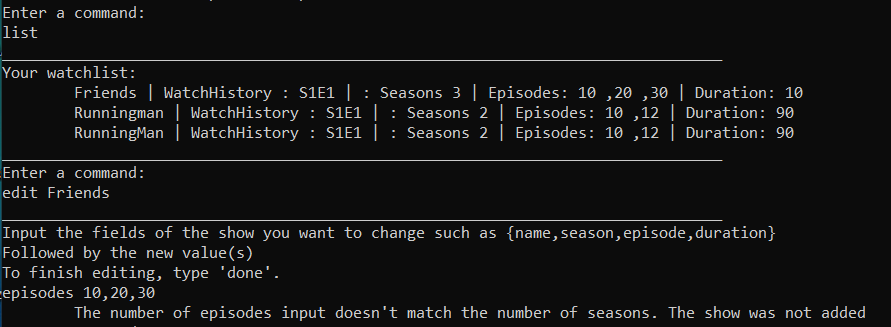 Enter a command:
list
Your watchlist:
Friends | WatchHistory : S1E1 | : Seasons 3 | Episodes: 10 ,20 ,30 | Duration: 10
Runningman | WatchHistory : S1E1 | : Seasons 2 | Episodes: 10 ,12 | Duration: 90
RunningMan | WatchHistory : S1E1 | : Seasons 2 | Episodes: 10 ,12 | Duration: 90
Enter a command:
edit Friends
Input the fields of the show you want to change such as {name,season,episode,duration}
Followed by the new value(s)
To finish editing, type 'done'.
episodes 10,20,30
The number of episodes input doesn't match the number of seasons. The show was not added